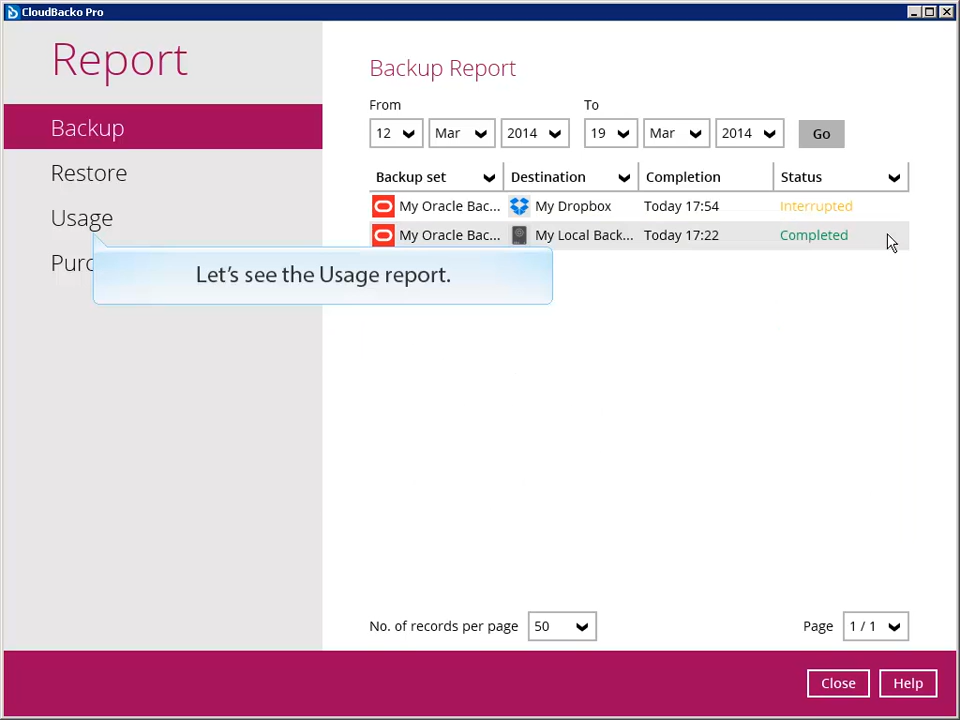 CloudBacko Pro
Report
Backup
Restore
Usage
Purc
Let's see the Usage report.
Backup Report
From To
12 Mar 2014 19 Mar 2014 Go
Backup set Destination Completion Status
My Oracle Bac... My Dropbox Today 17:54 Interrupted
My Oracle Bac... My Local Back... Today 17:22 Completed
No. of records per page 50 Page 1 / 1
Close Help